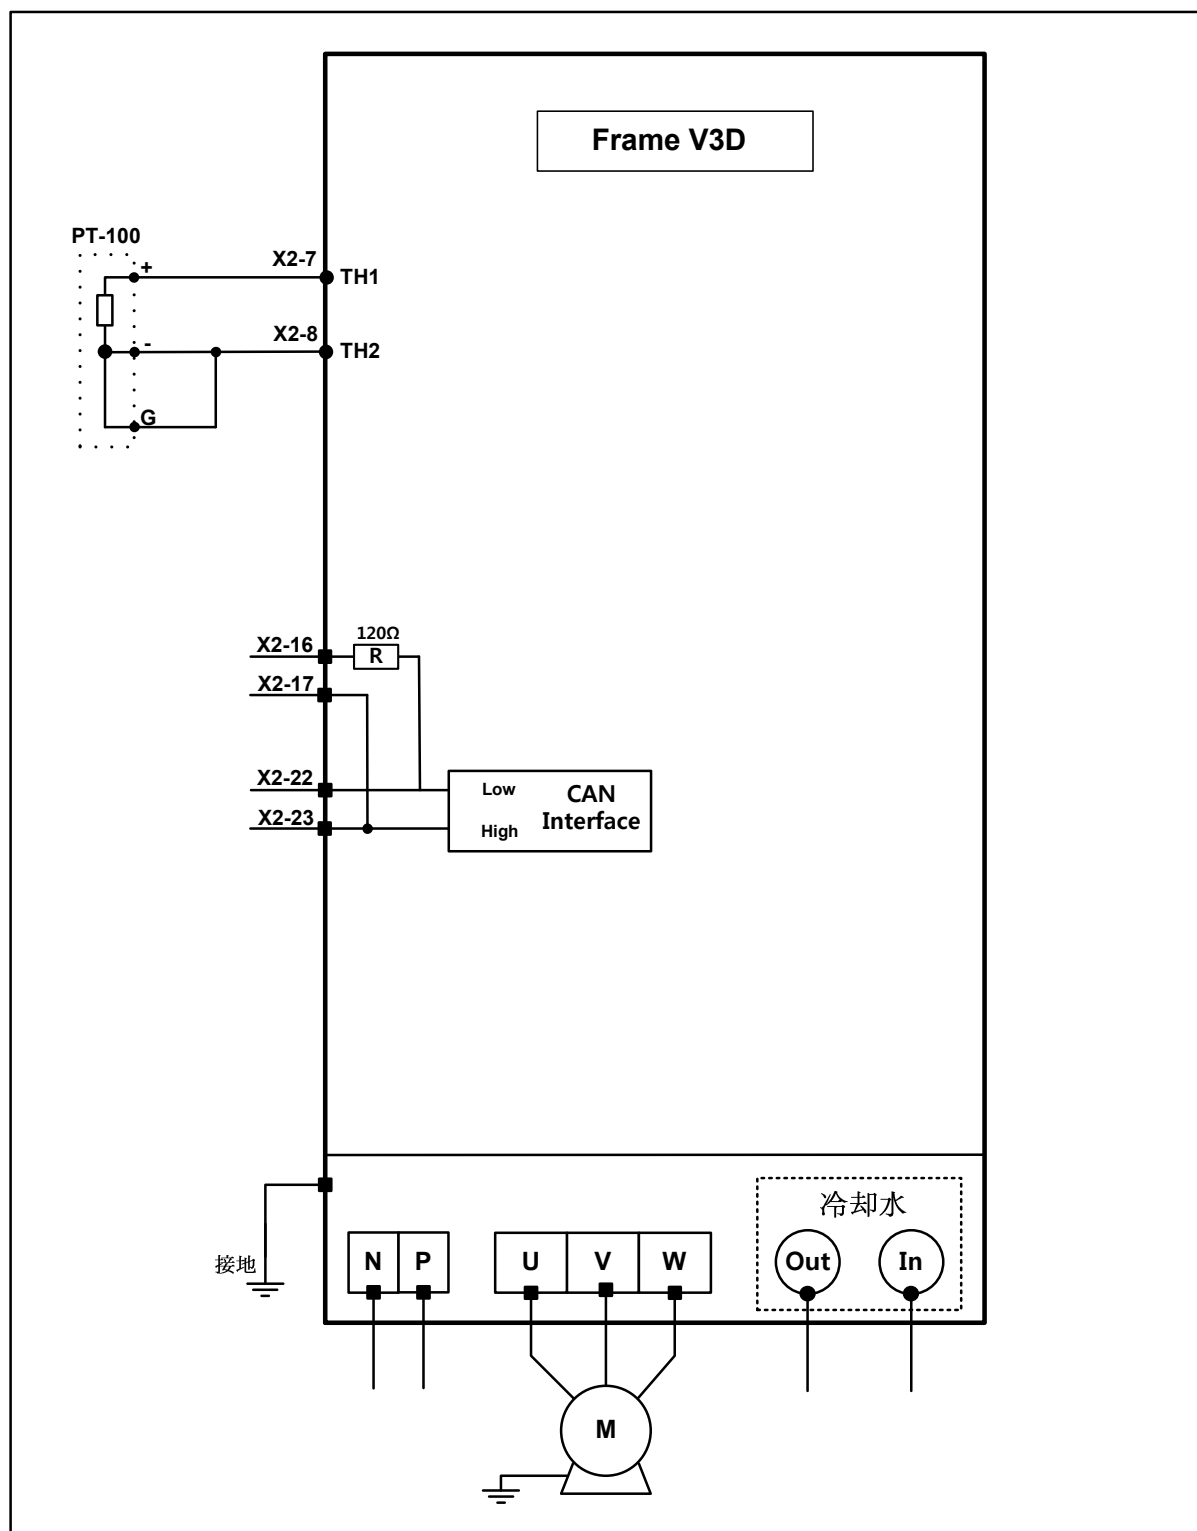 Frame V3D
PT-100
+
X2-7
TH1
-
X2-8
TH2
G
120Ω
X2-16
R
X2-17
X2-22
Low
CAN
X2-23
High
Interface
冷却水
接地
N
P
U
V
W
Out
In
M